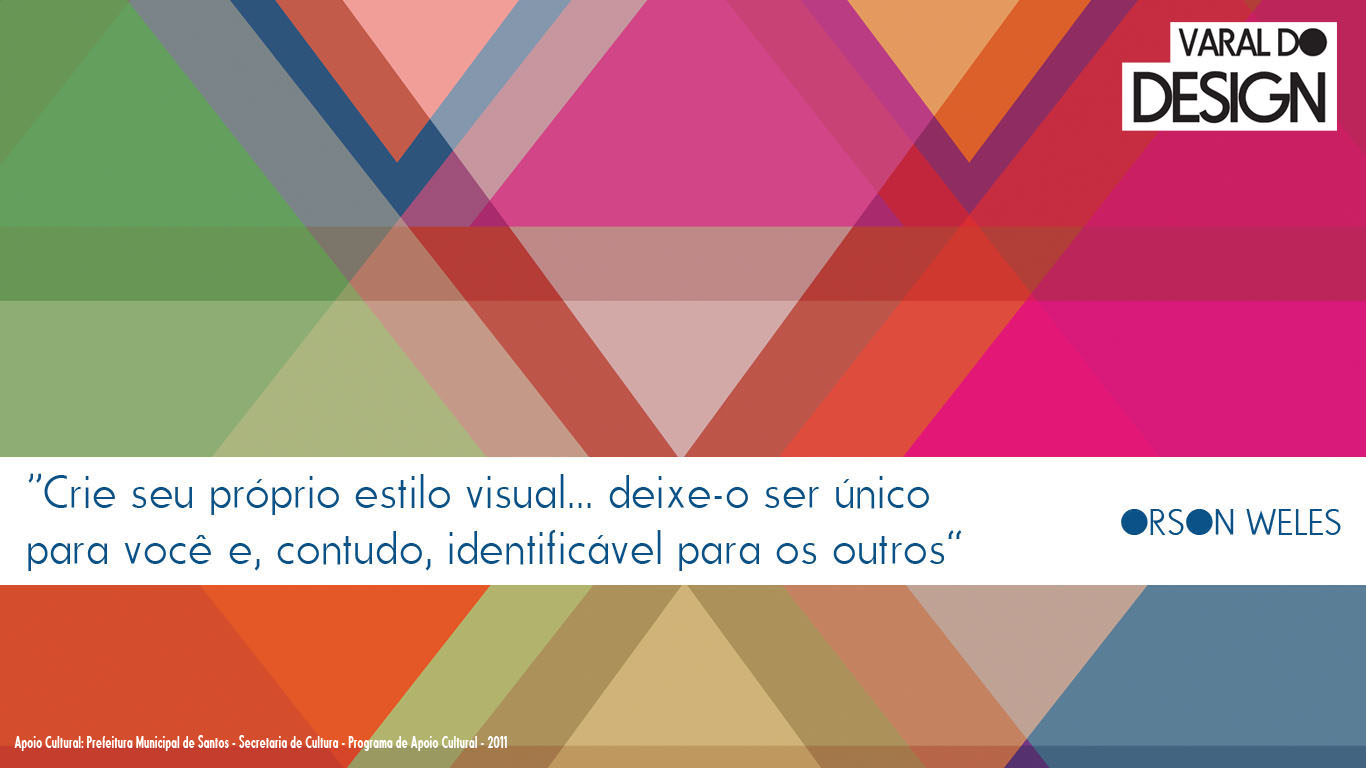 VARAL DO
DESIGN
"Crie seu próprio estilo visual... deixe-o ser único
para você e, contudo, identificável para os outros"
ORSON WELES
Apoio Cultural: Prefeitura Municipal de Santos - Secretaria de Cultura - Programa de Apoio Cultural - 2011